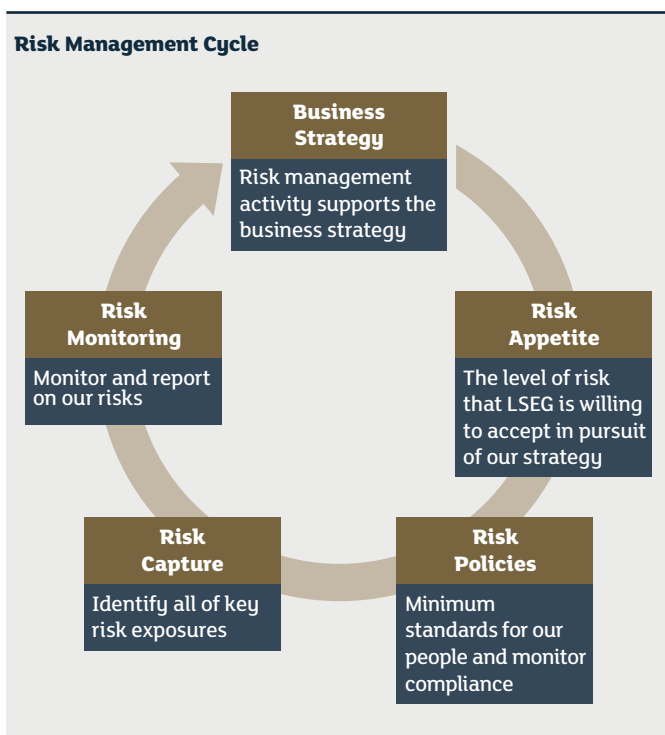 Risk Management Cycle
Business
Strategy
Risk management
activity supports the
business strategy
Risk
Appetite
The level of risk
that LSEG is willing
to accept in pursuit
of our strategy
Risk
Policies
Minimum
standards for our
people and monitor
compliance
Risk
Capture
Identify all of key
risk exposures
Risk
Monitoring
Monitor and report
on our risks